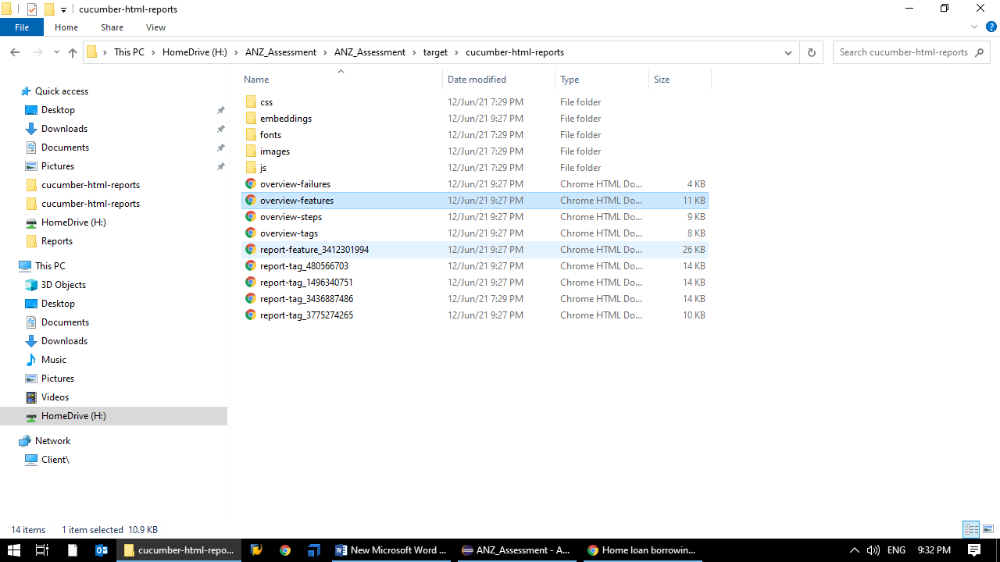 cucumber-html-reports
File Home Share View
This PC HomeDrive (H:) ANZ_Assessment ANZ_Assessment target cucumber-html-reports
Search cucumber-html-reports
Quick access
Desktop
Downloads
Documents
Pictures
cucumber-html-reports
cucumber-html-reports
HomeDrive (H:)
Reports
This PC
3D Objects
Desktop
Documents
Downloads
Music
Pictures
Videos
HomeDrive (H:)
Network
Client\
Name Date modified Type Size
css 12/Jun/21 7:29 PM File folder
embeddings 12/Jun/21 9:27 PM File folder
fonts 12/Jun/21 7:29 PM File folder
images 12/Jun/21 7:29 PM File folder
js 12/Jun/21 7:29 PM File folder
overview-failures 12/Jun/21 9:27 PM Chrome HTML Do... 4 KB
overview-features 12/Jun/21 9:27 PM Chrome HTML Do... 11 KB
overview-steps 12/Jun/21 9:27 PM Chrome HTML Do... 9 KB
overview-tags 12/Jun/21 9:27 PM Chrome HTML Do... 8 KB
report-feature_3412301994 12/Jun/21 9:27 PM Chrome HTML Do... 26 KB
report-tag_480566703 12/Jun/21 9:27 PM Chrome HTML Do... 14 KB
report-tag_1496340751 12/Jun/21 9:27 PM Chrome HTML Do... 14 KB
report-tag_3436887486 12/Jun/21 7:29 PM Chrome HTML Do... 14 KB
report-tag_3775274265 12/Jun/21 9:27 PM Chrome HTML Do... 10 KB
14 items 1 item selected 10.9 KB
cucumber-html-repo... New Microsoft Word ... ANZ_Assessment - A... Home loan borrowin... ENG 9:32 PM